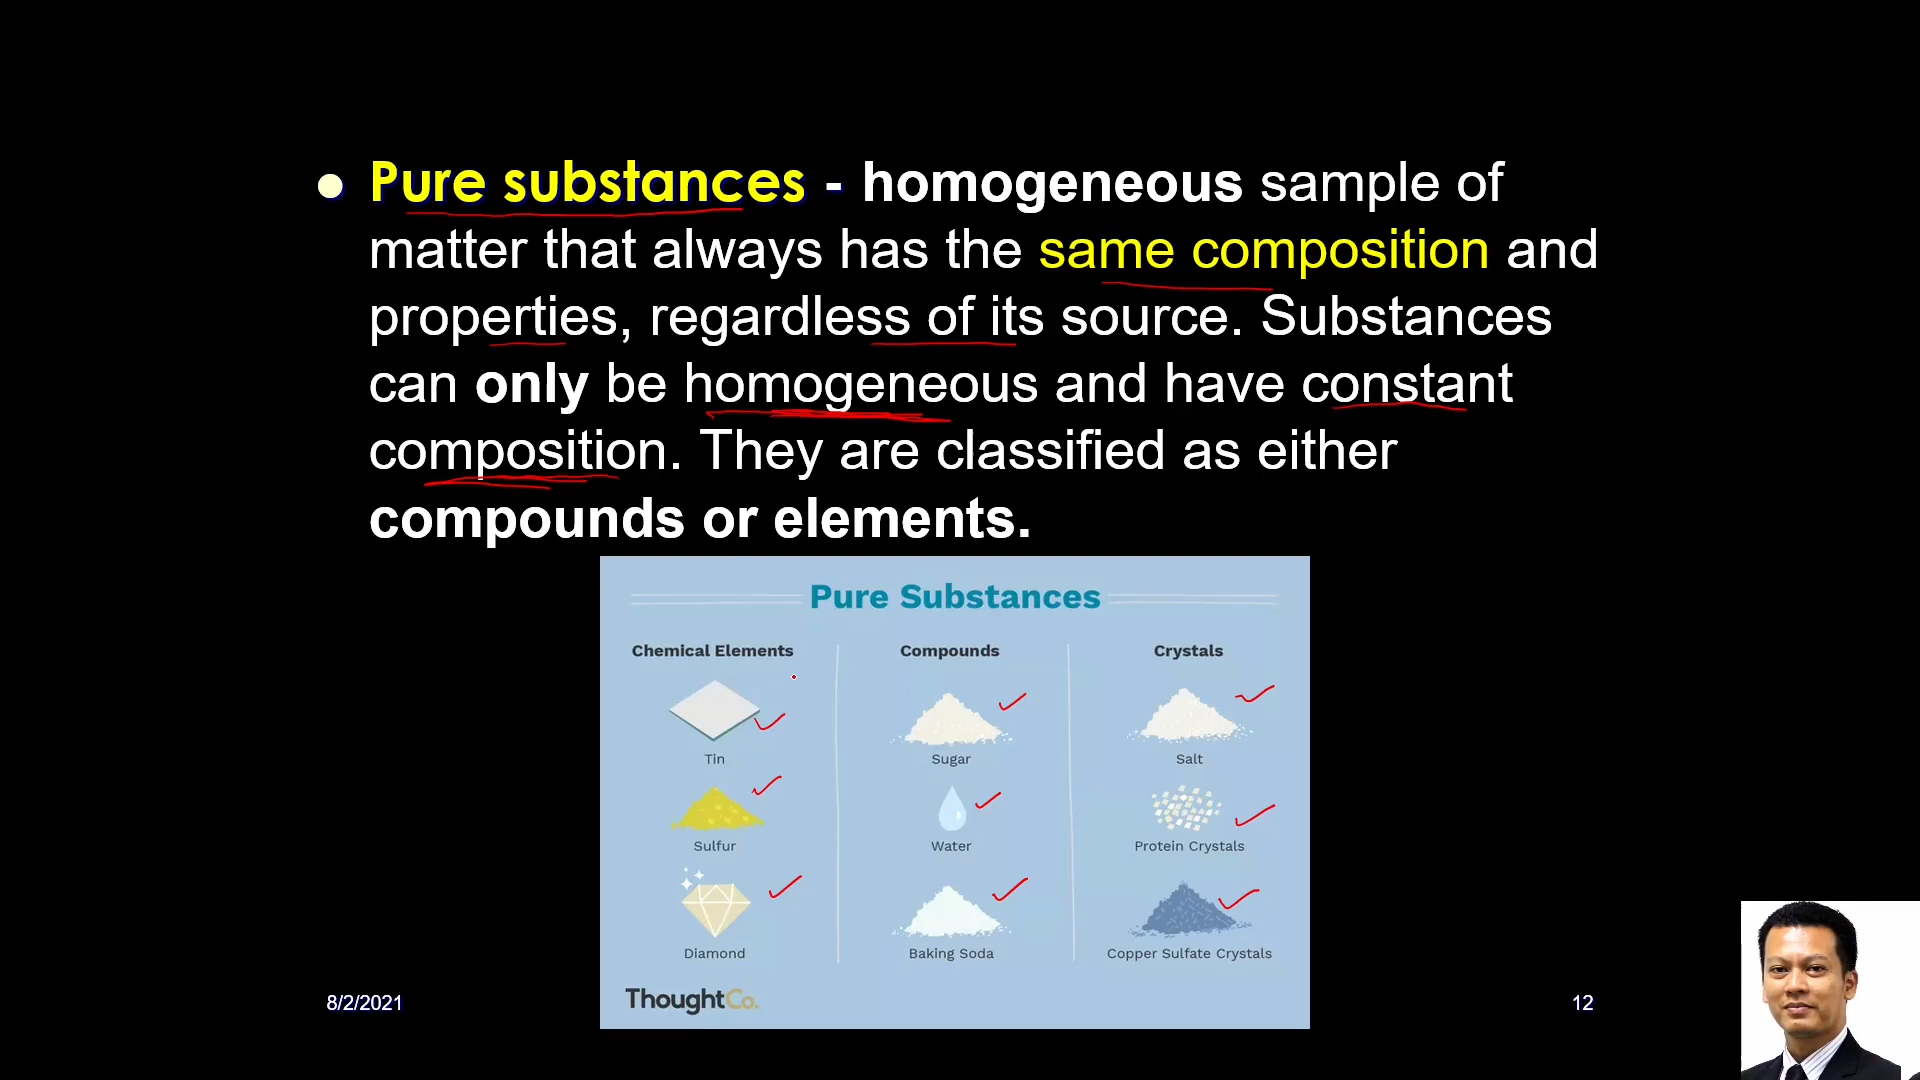 Pure substances - homogeneous sample of
matter that always has the same composition and
properties, regardless of its source. Substances
can only be homogeneous and have constant
composition. They are classified as either
compounds or elements.
Pure Substances
Chemical Elements
Compounds
Crystals
Tin
Sugar
Salt
Sulfur
Water
Protein Crystals
Diamond
Baking Soda
Copper Sulfate Crystals
ThoughtCo.
8/2/2021
12